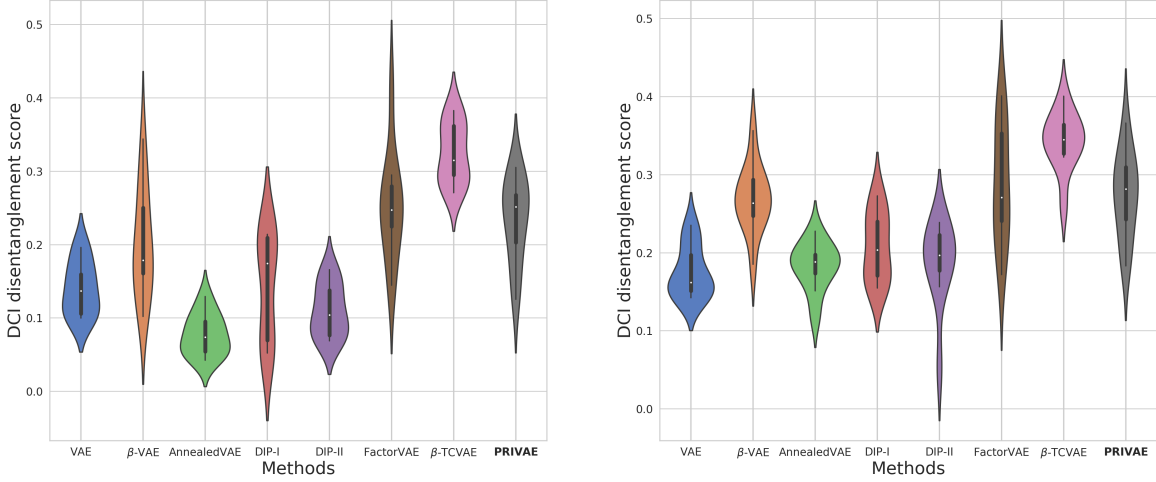 DCI disentanglement score
0.5
0.4
0.3
0.2
0.1
0.0
VAE β-VAE AnnealedVAE DIP-I DIP-II FactorVAE β-TCVAE PRIVAE
Methods
DCI disentanglement score
0.5
0.4
0.3
0.2
0.1
0.0
VAE β-VAE AnnealedVAE DIP-I DIP-II FactorVAE β-TCVAE PRIVAE
Methods